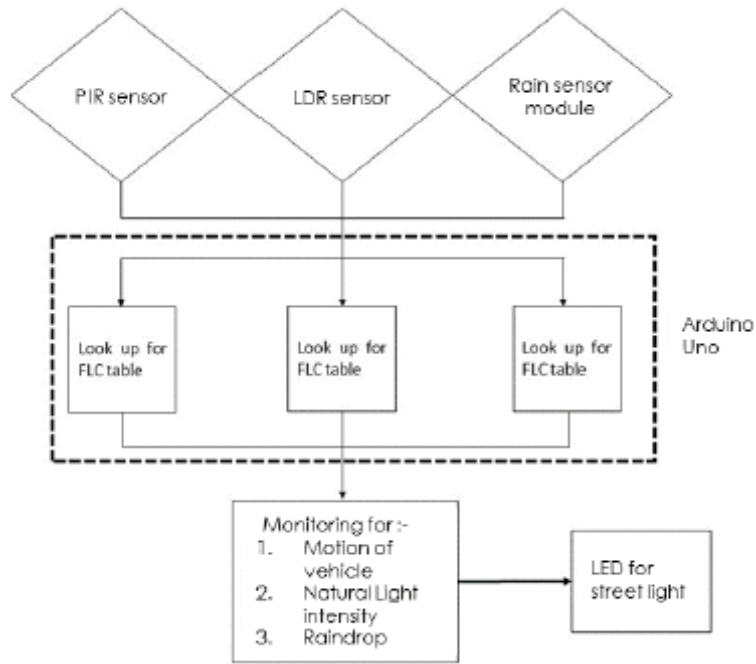 PIR sensor
LDR sensor
Rain sensor
module
Look up for
FLC table
Look up for
FLC table
Look up for
FLC table
Arduino
Uno
Monitoring for :-
1. Motion of
vehicle
2. Natural Light
intensity
3. Raindrop
LED for
street light